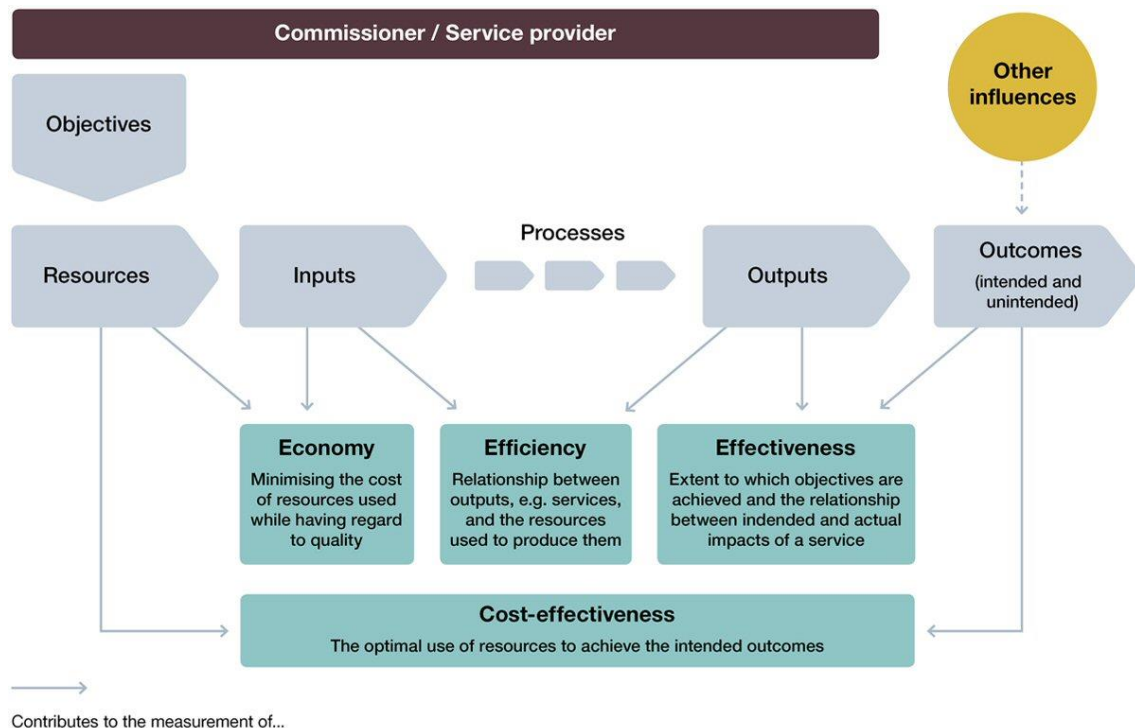 Commissioner / Service provider
Other
influences
Objectives
Resources
Inputs
Processes
Outputs
Outcomes
(intended and
unintended)
Economy
Minimising the cost
of resources used
while having regard
to quality
Efficiency
Relationship between
outputs, e.g. services,
and the resources
used to produce them
Effectiveness
Extent to which objectives are
achieved and the relationship
between indended and actual
impacts of a service
Cost-effectiveness
The optimal use of resources to achieve the intended outcomes
Contributes to the measurement of...